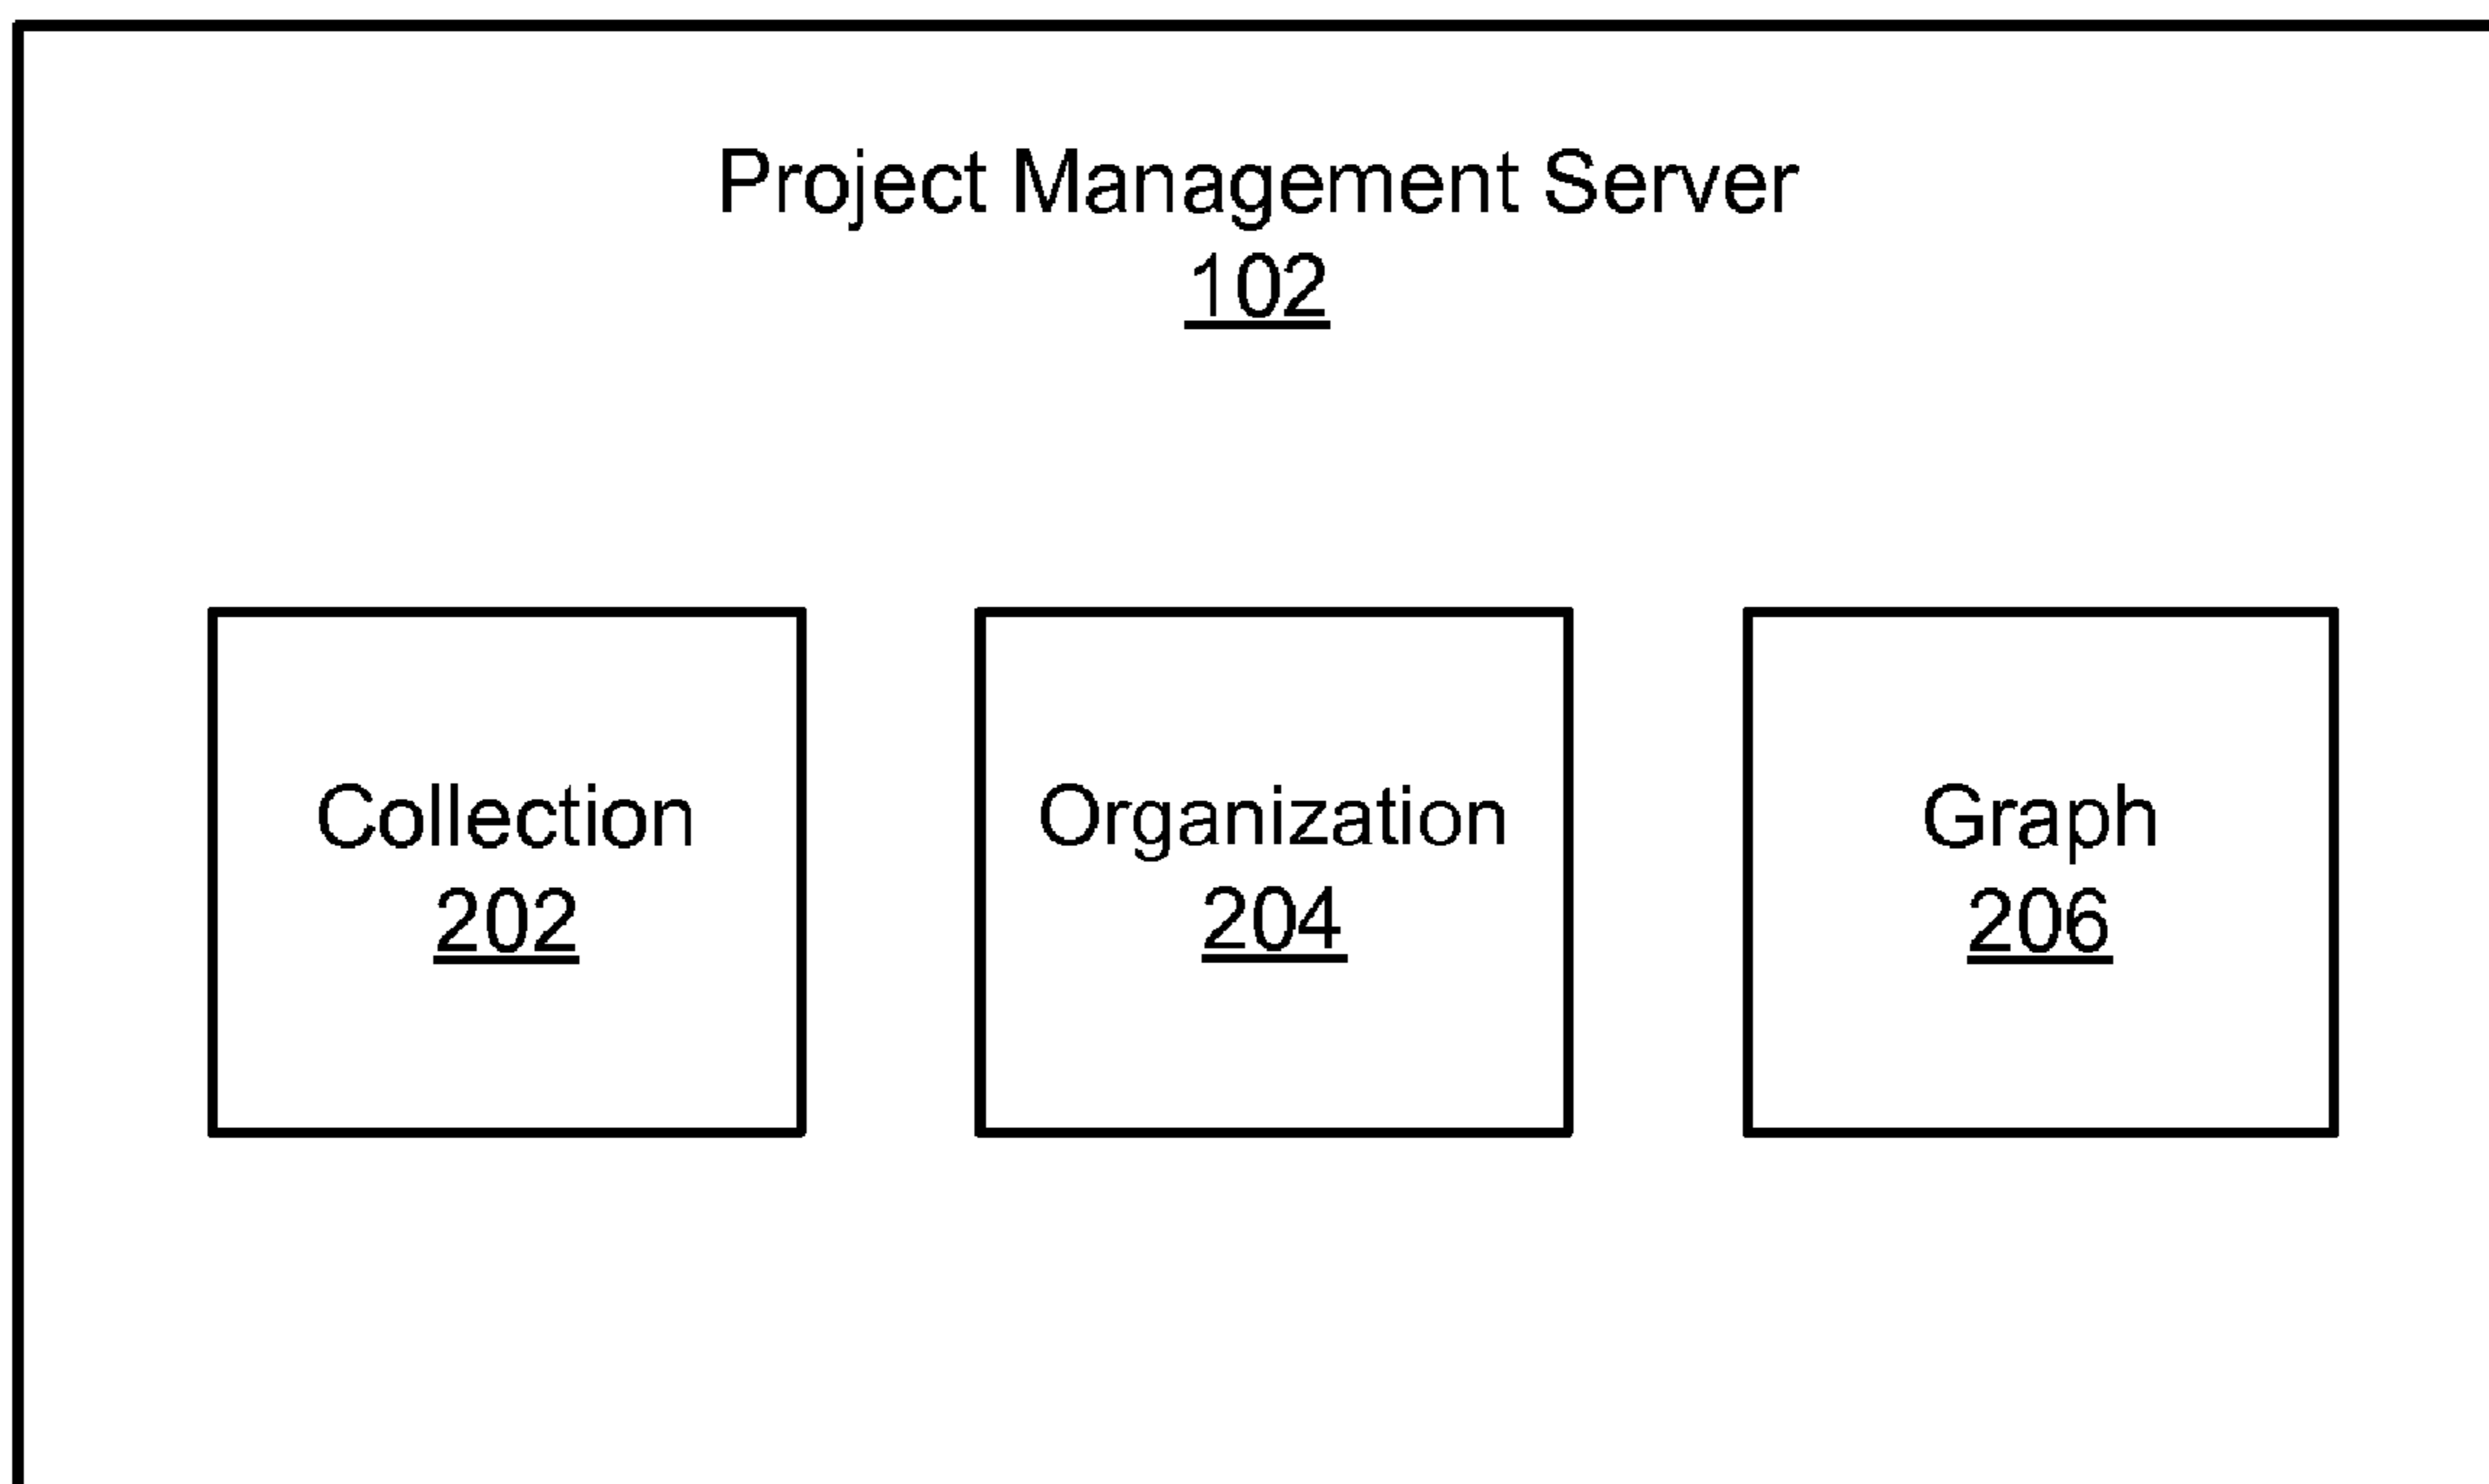 Project Management Server
102
Collection
202
Organization
204
Graph
206